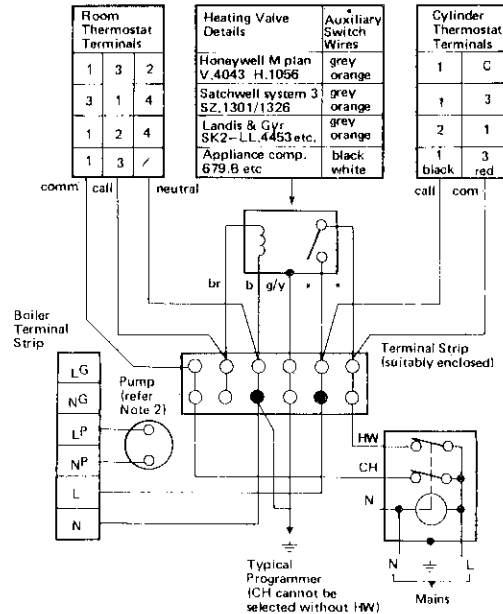 Room
Thermostat
Terminals
1 3 2
3 1 4
1 2 4
1 3 /
comm call neutral
Heating Valve
Details
Auxiliary
Switch
Wires
Honeywell M plan
V.4043 H.1056
grey
orange
Satchwell system 3
SZ.1301/1326
grey
orange
Landis & Gyr
SK2-LL.4453 etc.
grey
orange
Appliance comp.
679.B etc
black
white
Cylinder
Thermostat
Terminals
1 C
1 3
2 1
1 3
black red
call com
br b g/y * *
Boiler
Terminal
Strip
LG
NG
LP
NP
L
N
Pump
(refer
Note 2)
Terminal Strip
(suitably enclosed)
HW
CH
N
N L
Mains
Typical
Programmer
(CH cannot be
selected without HW)